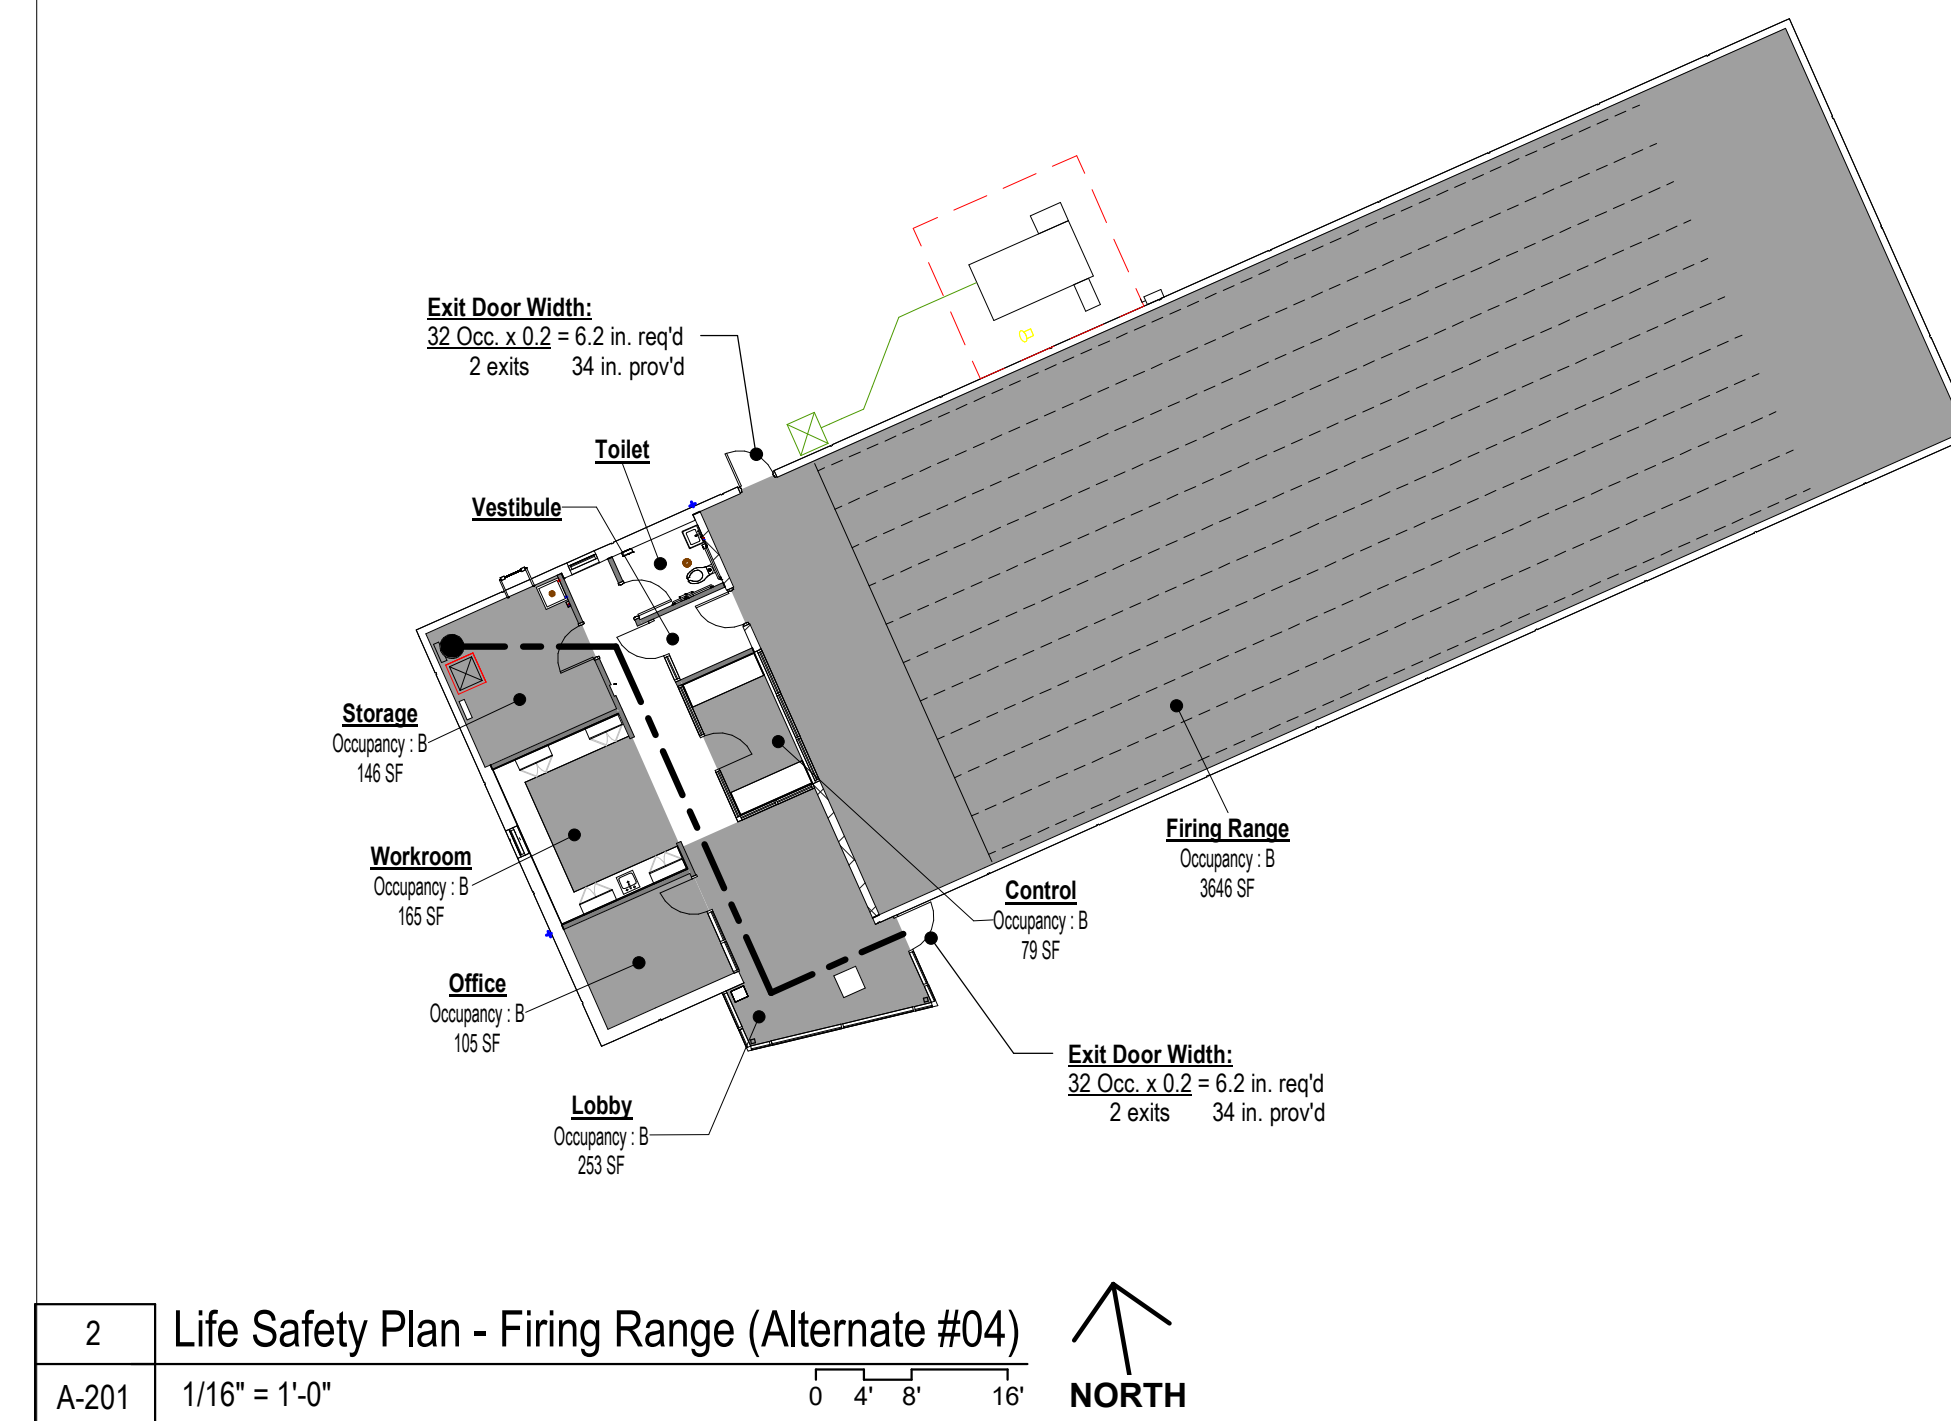 Exit Door Width:
32 Occ. x 0.2 = 6.2 in. req'd
2 exits 34 in. prov'd
Toilet
Vestibule
Storage
Occupancy : B
146 SF
Workroom
Occupancy : B
165 SF
Office
Occupancy : B
105 SF
Lobby
Occupancy : B
253 SF
Firing Range
Occupancy : B
3646 SF
Control
Occupancy : B
79 SF
Exit Door Width:
32 Occ. x 0.2 = 6.2 in. req'd
2 exits 34 in. prov'd
2
Life Safety Plan - Firing Range (Alternate #04)
A-201
1/16" = 1'-0"
0 4' 8' 16'
NORTH